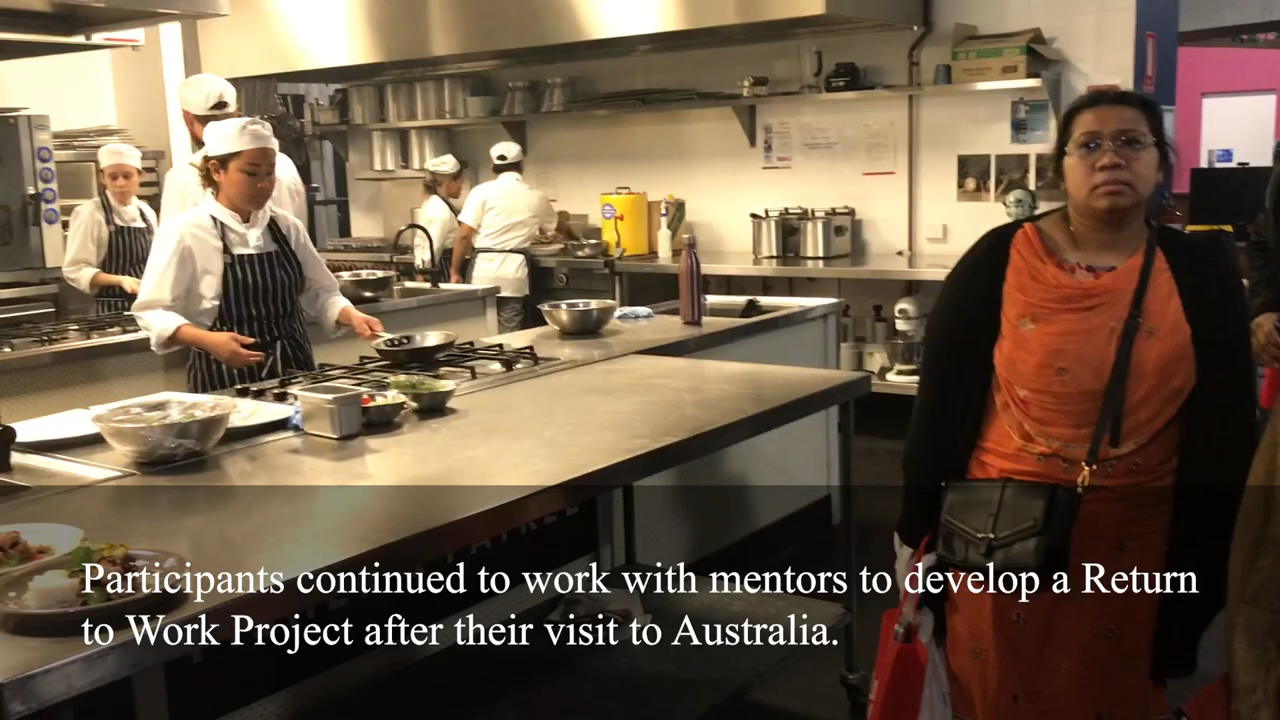 Participants continued to work with mentors to develop a Return
to Work Project after their visit to Australia.